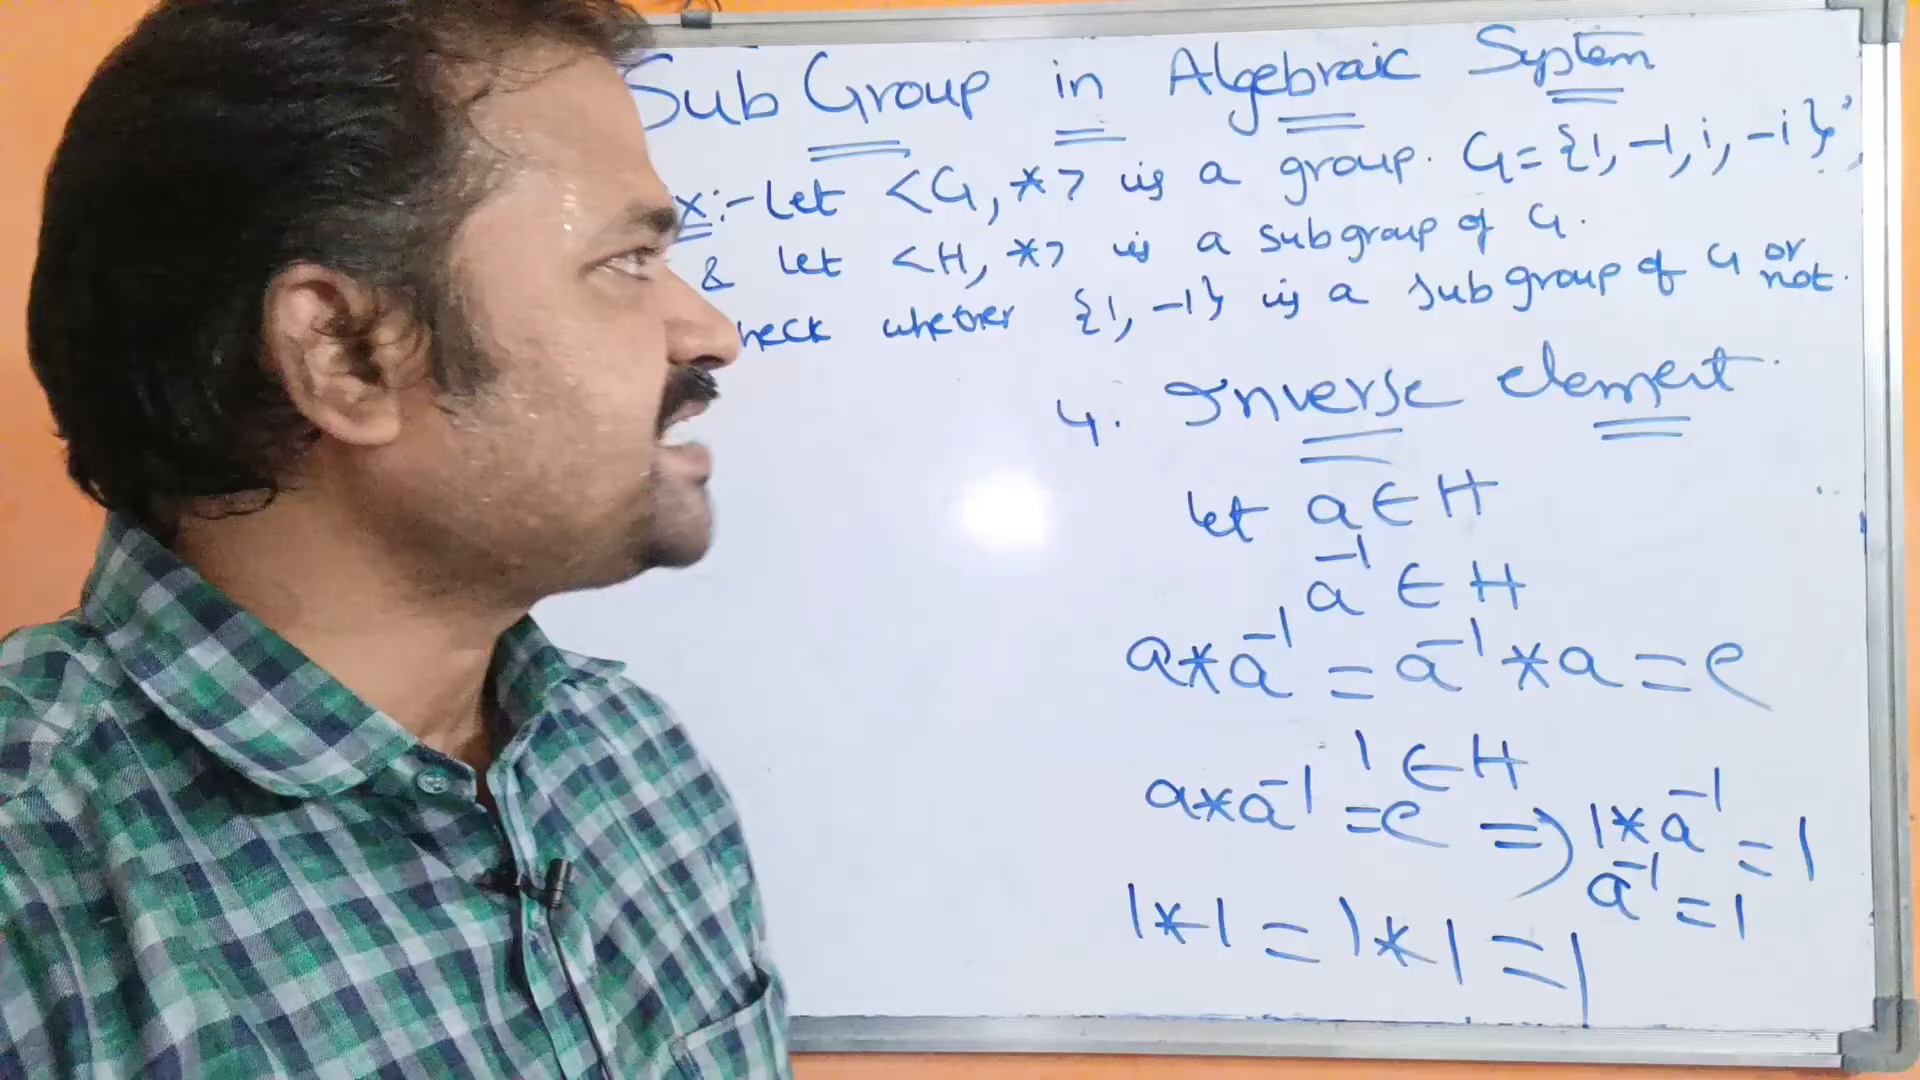 Sub Group in Algebraic System
x:- Let <G, *> is a group. G = {1, -1, i, -i},
& let <H, *> is a subgroup of G.
heck whether {1, -1} is a subgroup of G or not.
4. Inverse element.
let a ∈ H
a⁻¹ ∈ H
a * a⁻¹ = a⁻¹ * a = e
1 ∈ H
a * a⁻¹ = e ⇒ 1 * a⁻¹ = 1
a⁻¹ = 1
1 * 1 = 1 * 1 = 1